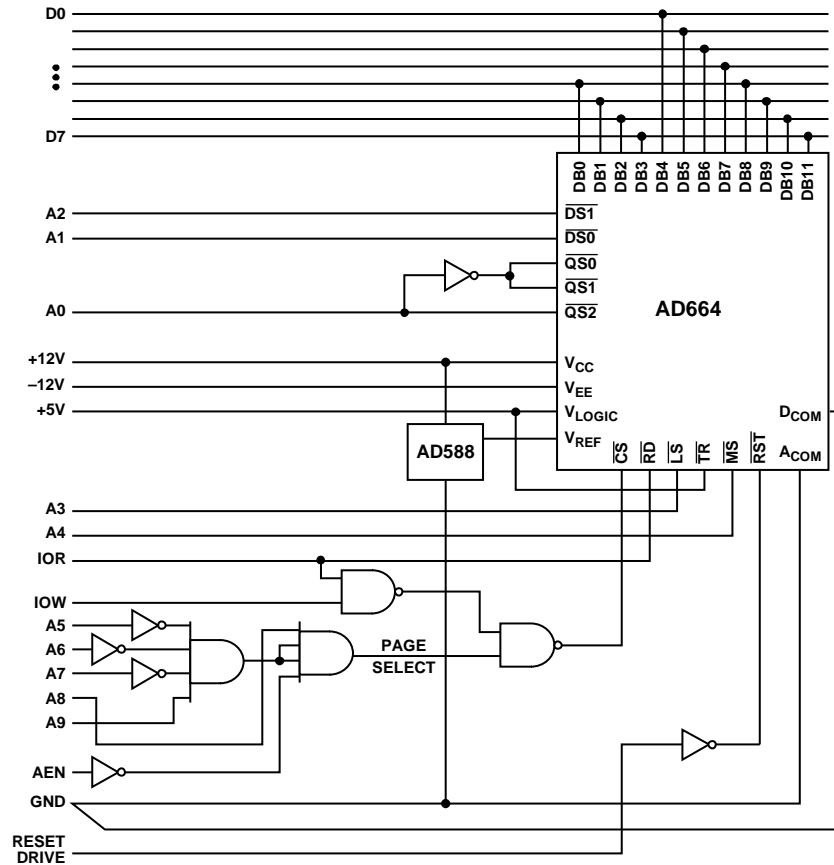 D0
D7
DB0 DB1 DB2 DB3 DB4 DB5 DB6 DB7 DB8 DB9 DB10 DB11
A2 DS1
A1 DS0
QS0
QS1
A0 QS2
AD664
+12V VCC
–12V VEE
+5V VLOGIC DCOM
AD588 VREF CS RD LS TR MS RST ACOM
A3
A4
IOR
IOW
A5
A6
A7
A8
A9
PAGE
SELECT
AEN
GND
RESET
DRIVE